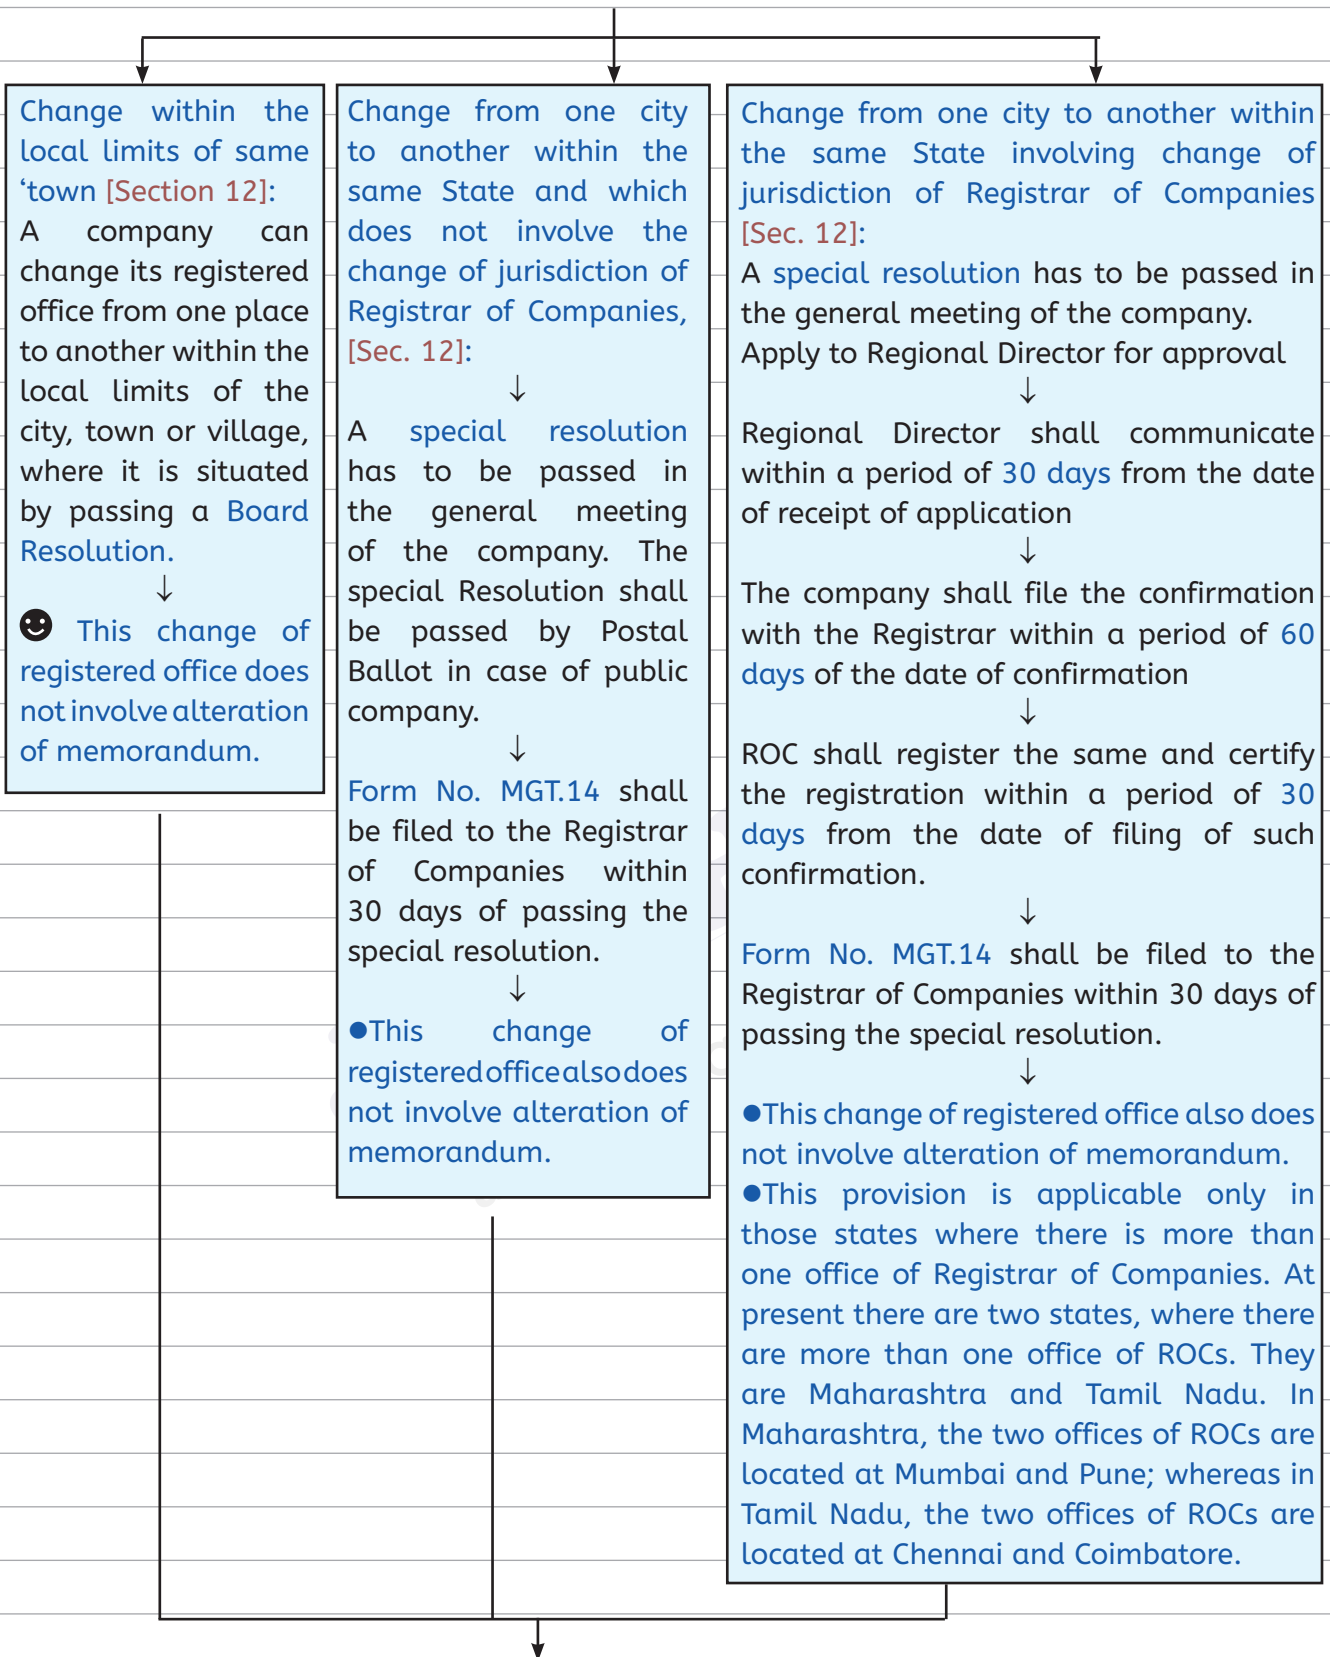 Change within the
local limits of same
‘town [Section 12]:
A company can
change its registered
office from one place
to another within the
local limits of the
city, town or village,
where it is situated
by passing a Board
Resolution.
↓
☻ This change of
registered office does
not involve alteration
of memorandum.
Change from one city
to another within the
same State and which
does not involve the
change of jurisdiction of
Registrar of Companies,
[Sec. 12]:
↓
A special resolution
has to be passed in
the general meeting
of the company. The
special Resolution shall
be passed by Postal
Ballot in case of public
company.
↓
Form No. MGT.14 shall
be filed to the Registrar
of Companies within
30 days of passing the
special resolution.
↓
●This change of
registered office also does
not involve alteration of
memorandum.
Change from one city to another within
the same State involving change of
jurisdiction of Registrar of Companies
[Sec. 12]:
A special resolution has to be passed in
the general meeting of the company.
Apply to Regional Director for approval
↓
Regional Director shall communicate
within a period of 30 days from the date
of receipt of application
↓
The company shall file the confirmation
with the Registrar within a period of 60
days of the date of confirmation
↓
ROC shall register the same and certify
the registration within a period of 30
days from the date of filing of such
confirmation.
↓
Form No. MGT.14 shall be filed to the
Registrar of Companies within 30 days of
passing the special resolution.
↓
●This change of registered office also does
not involve alteration of memorandum.
●This provision is applicable only in
those states where there is more than
one office of Registrar of Companies. At
present there are two states, where there
are more than one office of ROCs. They
are Maharashtra and Tamil Nadu. In
Maharashtra, the two offices of ROCs are
located at Mumbai and Pune; whereas in
Tamil Nadu, the two offices of ROCs are
located at Chennai and Coimbatore.